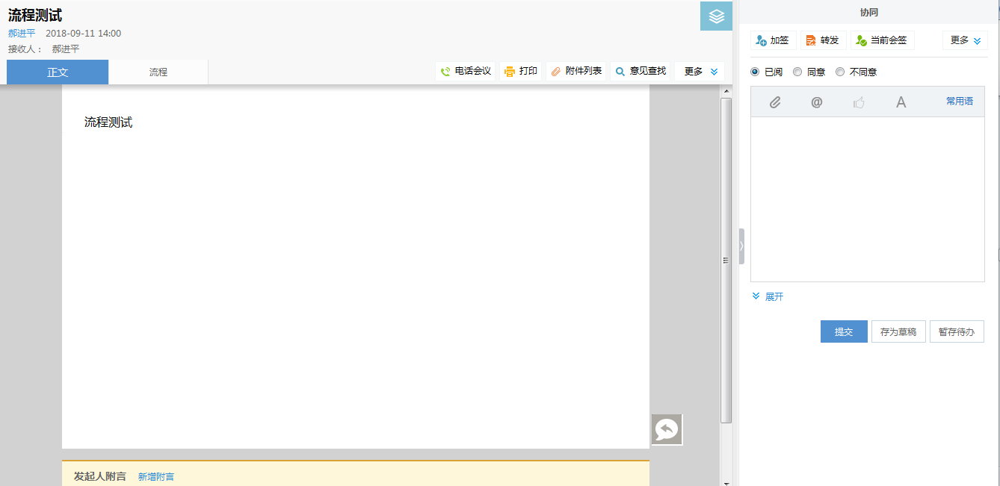 流程测试
郝进平 2018-09-11 14:00
接收人： 郝进平
正文 流程
电话会议 打印 附件列表 意见查找 更多
流程测试
发起人附言 新增附言
协同
加签 转发 当前会签 更多
已阅 同意 不同意
@ A 常用语
展开
提交 存为草稿 暂存待办